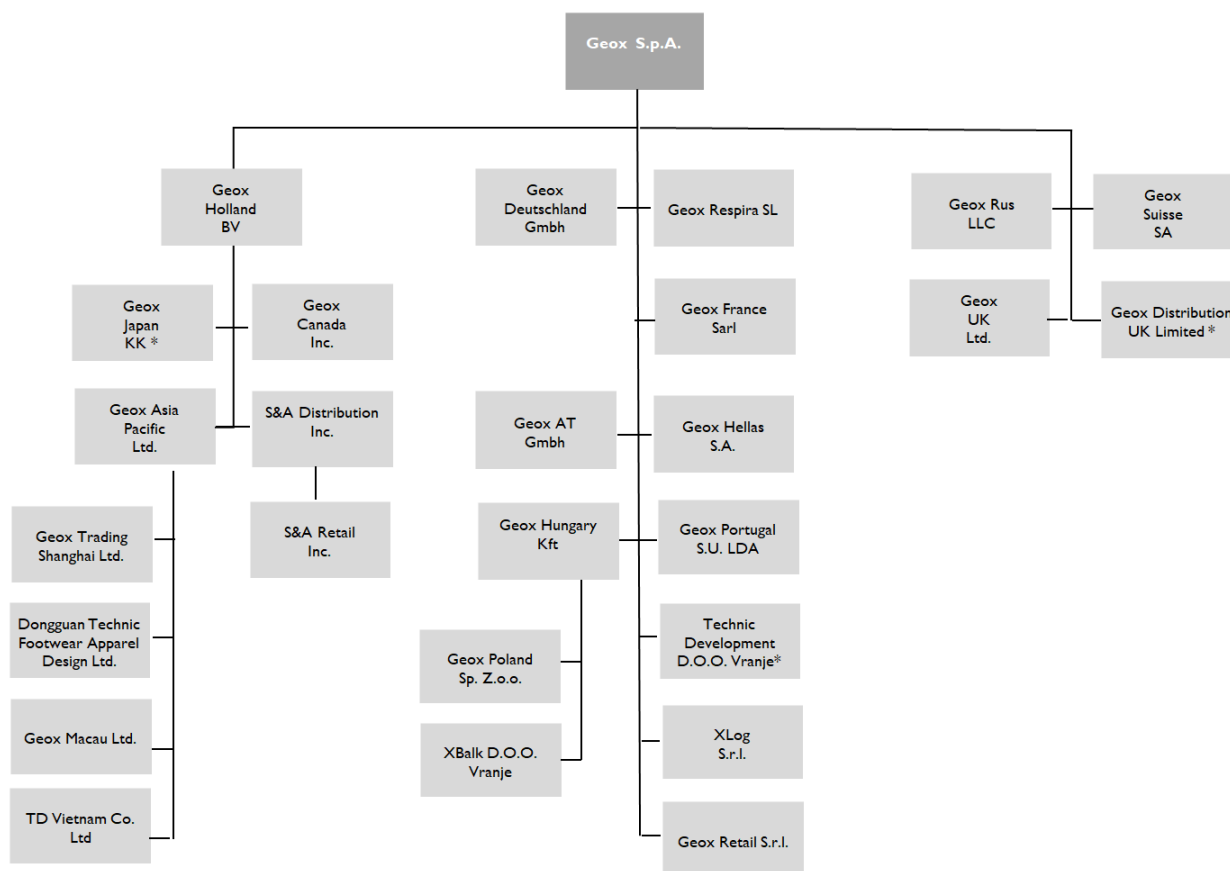 Geox S.p.A.
Geox
Holland
BV
Geox
Deutschland
Gmbh
Geox Respira SL
Geox Rus
LLC
Geox
Suisse
SA
Geox
Japan
KK *
Geox
Canada
Inc.
Geox France
Sarl
Geox
UK
Ltd.
Geox Distribution
UK Limited *
Geox Asia
Pacific
Ltd.
S&A Distribution
Inc.
Geox AT
Gmbh
Geox Hellas
S.A.
Geox Trading
Shanghai Ltd.
S&A Retail
Inc.
Geox Hungary
Kft
Geox Portugal
S.U. LDA
Dongguan Technic
Footwear Apparel
Design Ltd.
Geox Poland
Sp. Z.o.o.
Technic
Development
D.O.O. Vranje*
Geox Macau Ltd.
XBalk D.O.O.
Vranje
XLog
S.r.l.
TD Vietnam Co.
Ltd
Geox Retail S.r.l.